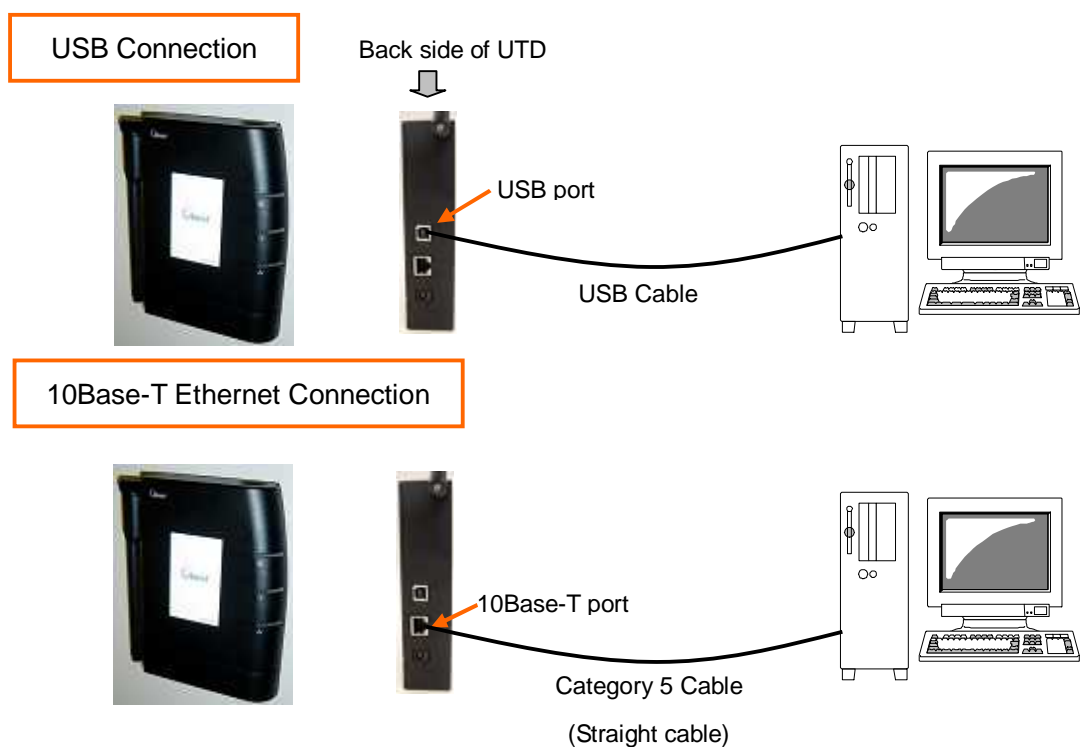 USB Connection
Back side of UTD
USB port
USB Cable
10Base-T Ethernet Connection
10Base-T port
Category 5 Cable
(Straight cable)